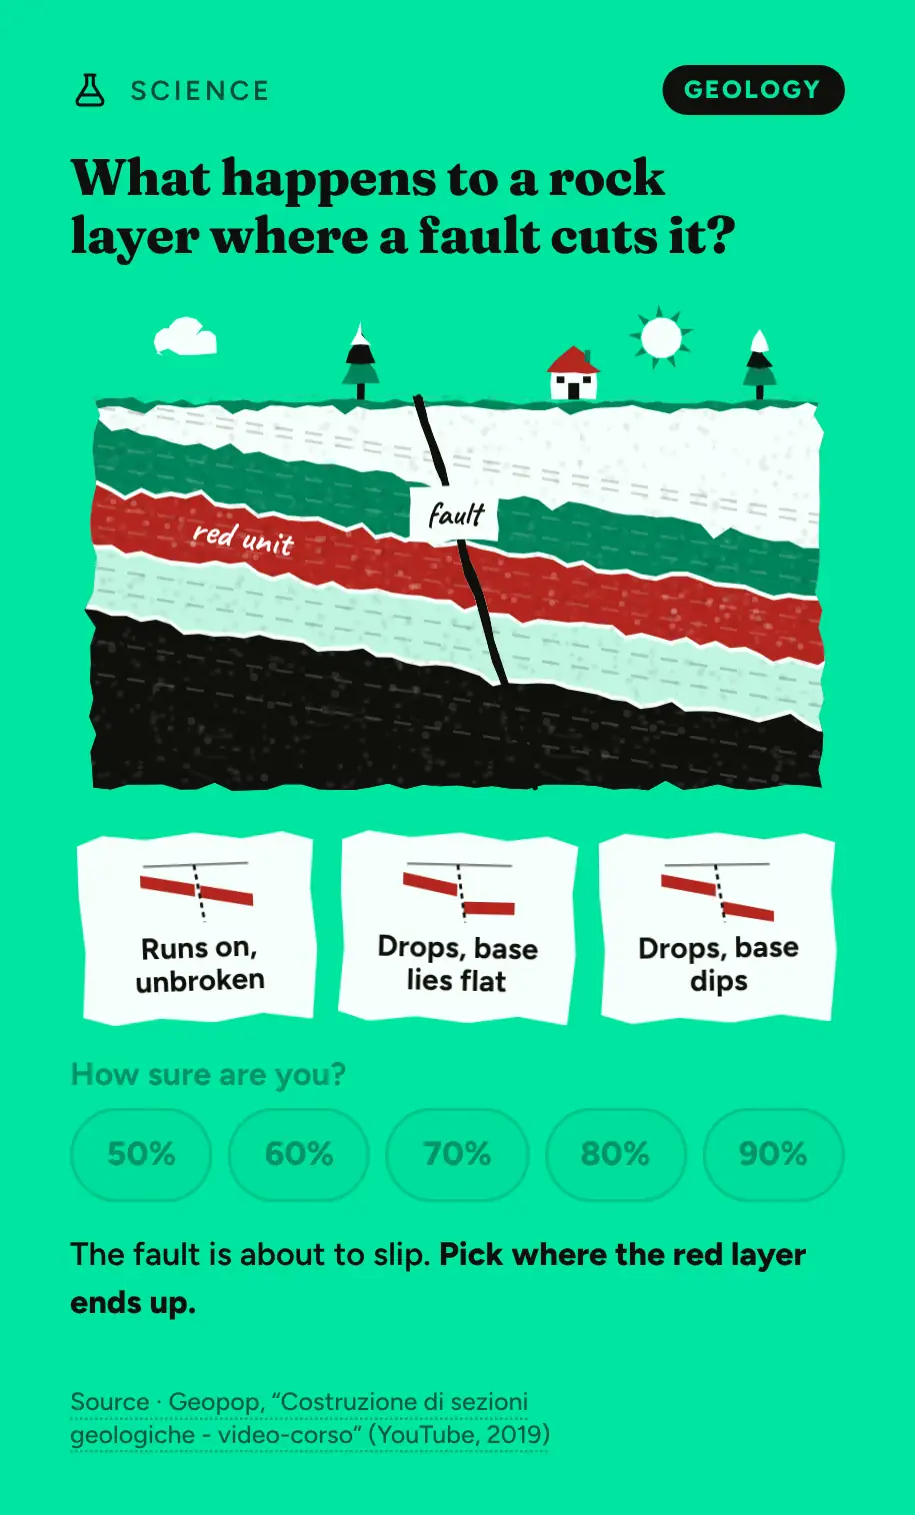 SCIENCE
GEOLOGY
What happens to a rock
layer where a fault cuts it?
fault
red unit
Runs on,
unbroken
Drops, base
lies flat
Drops, base
dips
How sure are you?
50%
60%
70%
80%
90%
The fault is about to slip. Pick where the red layer
ends up.
Source · Geopop, “Costruzione di sezioni
geologiche - video-corso” (YouTube, 2019)